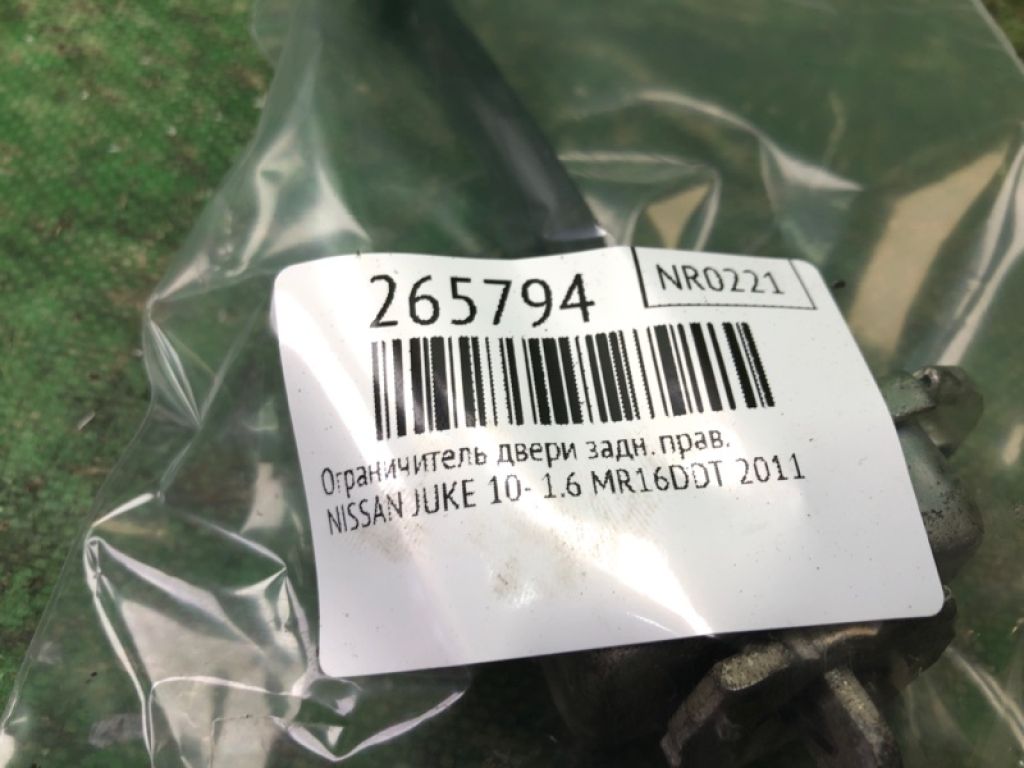 265794
NR0221
Ограничитель двери задн. прав.
NISSAN JUKE 10- 1.6 MR16DDT 2011